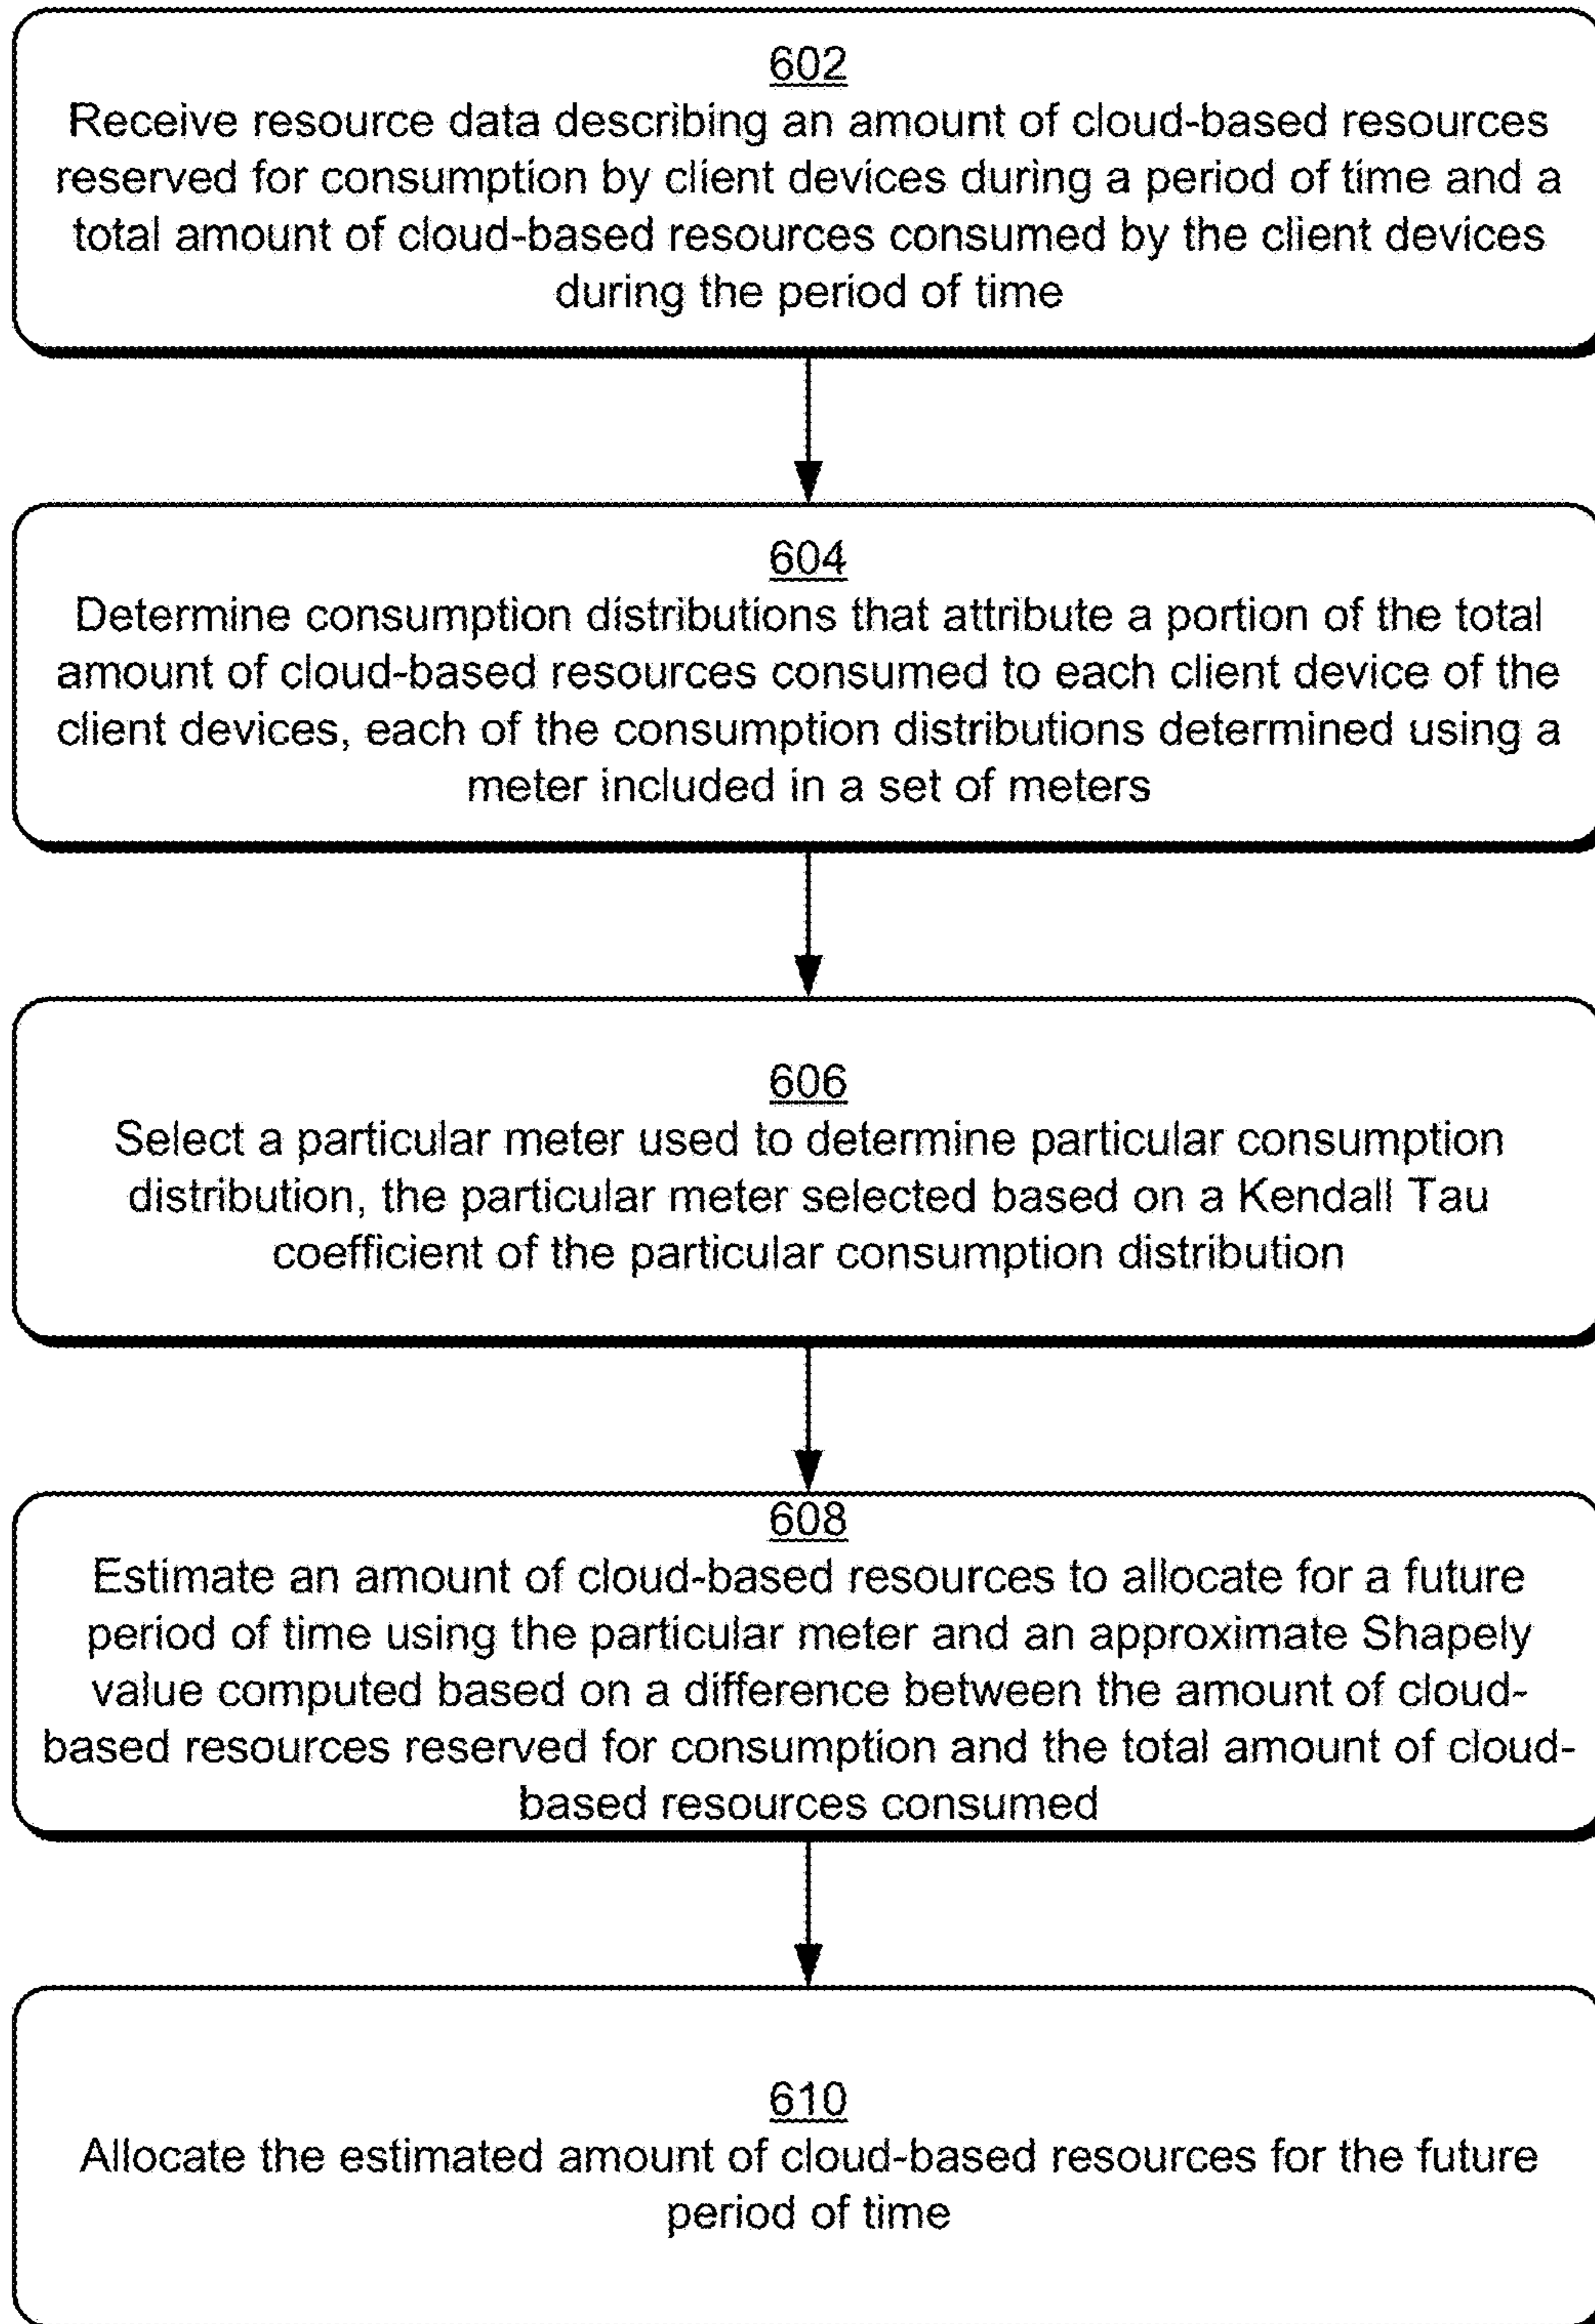 602
Receive resource data describing an amount of cloud-based resources
reserved for consumption by client devices during a period of time and a
total amount of cloud-based resources consumed by the client devices
during the period of time
604
Determine consumption distributions that attribute a portion of the total
amount of cloud-based resources consumed to each client device of the
client devices, each of the consumption distributions determined using a
meter included in a set of meters
606
Select a particular meter used to determine particular consumption
distribution, the particular meter selected based on a Kendall Tau
coefficient of the particular consumption distribution
608
Estimate an amount of cloud-based resources to allocate for a future
period of time using the particular meter and an approximate Shapely
value computed based on a difference between the amount of cloud-
based resources reserved for consumption and the total amount of cloud-
based resources consumed
610
Allocate the estimated amount of cloud-based resources for the future
period of time